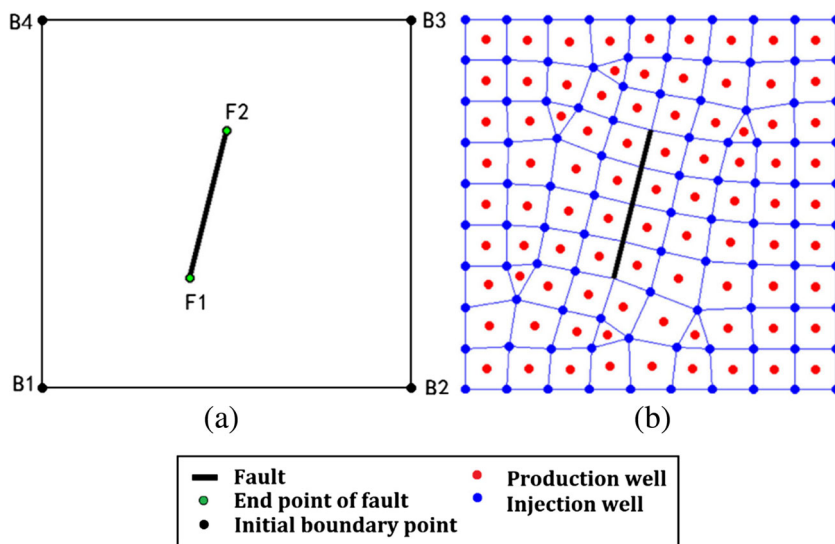 B4
B3
F2
F1
B1
B2
(a)
(b)
Fault
End point of fault
Initial boundary point
Production well
Injection well